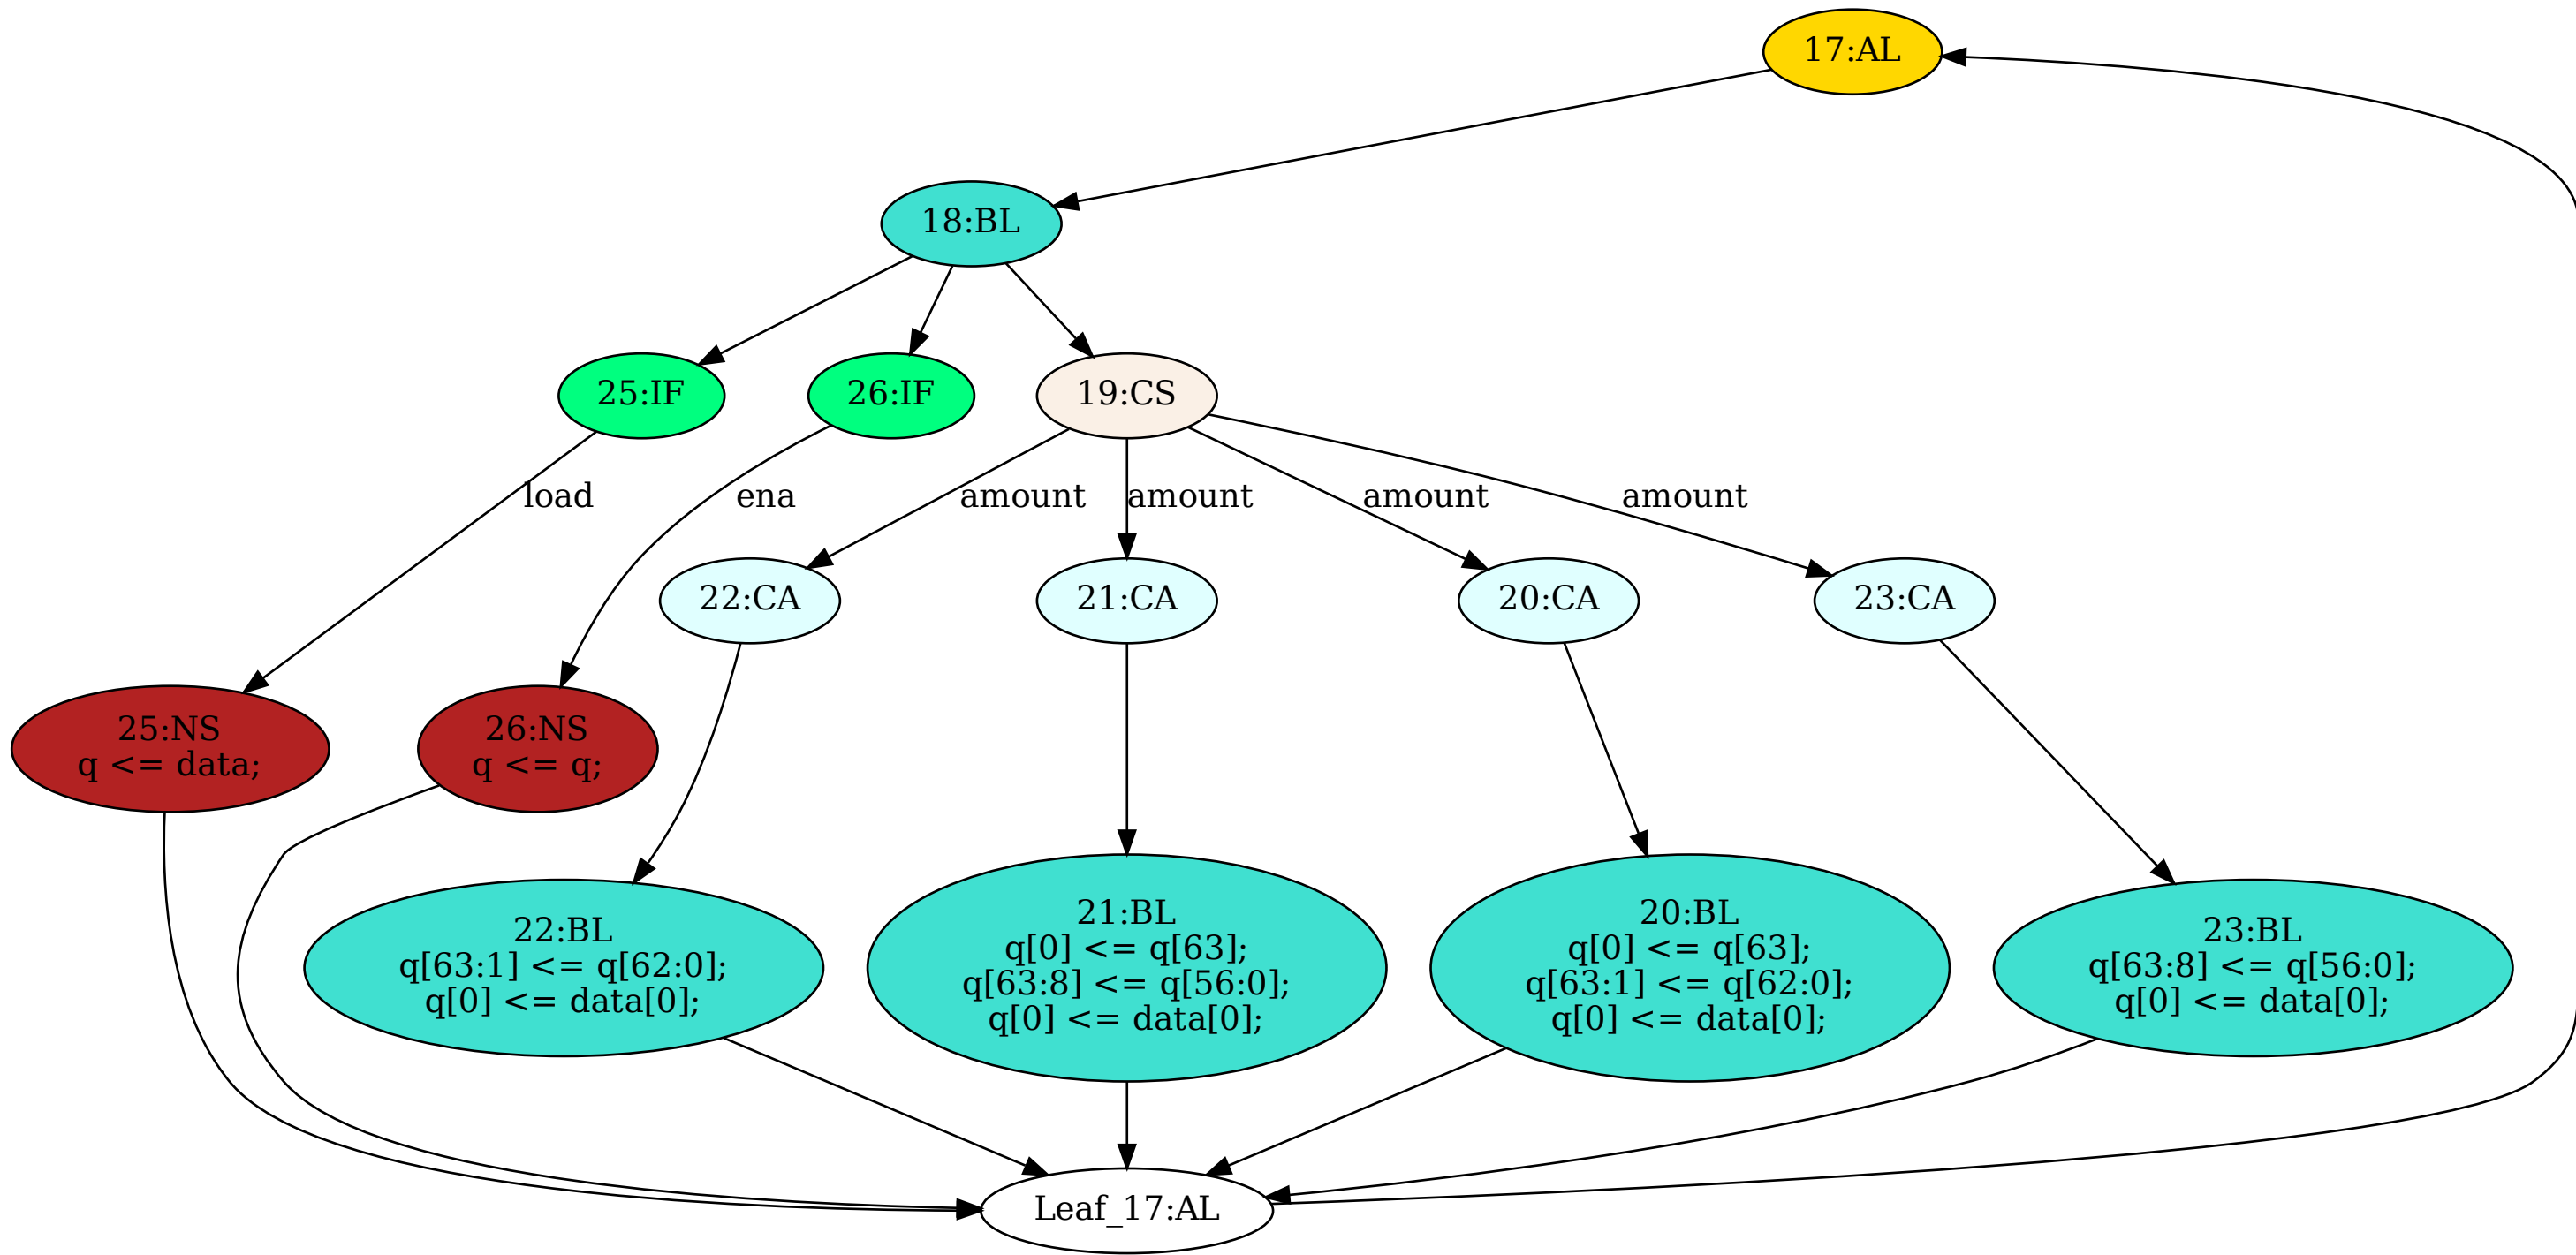 17:AL
18:BL
25:IF
26:IF
19:CS
load
ena
amount
amount
amount
amount
22:CA
21:CA
20:CA
23:CA
25:NS
q <= data;
26:NS
q <= q;
22:BL
q[63:1] <= q[62:0];
q[0] <= data[0];
21:BL
q[0] <= q[63];
q[63:8] <= q[56:0];
q[0] <= data[0];
20:BL
q[0] <= q[63];
q[63:1] <= q[62:0];
q[0] <= data[0];
23:BL
q[63:8] <= q[56:0];
q[0] <= data[0];
Leaf_17:AL